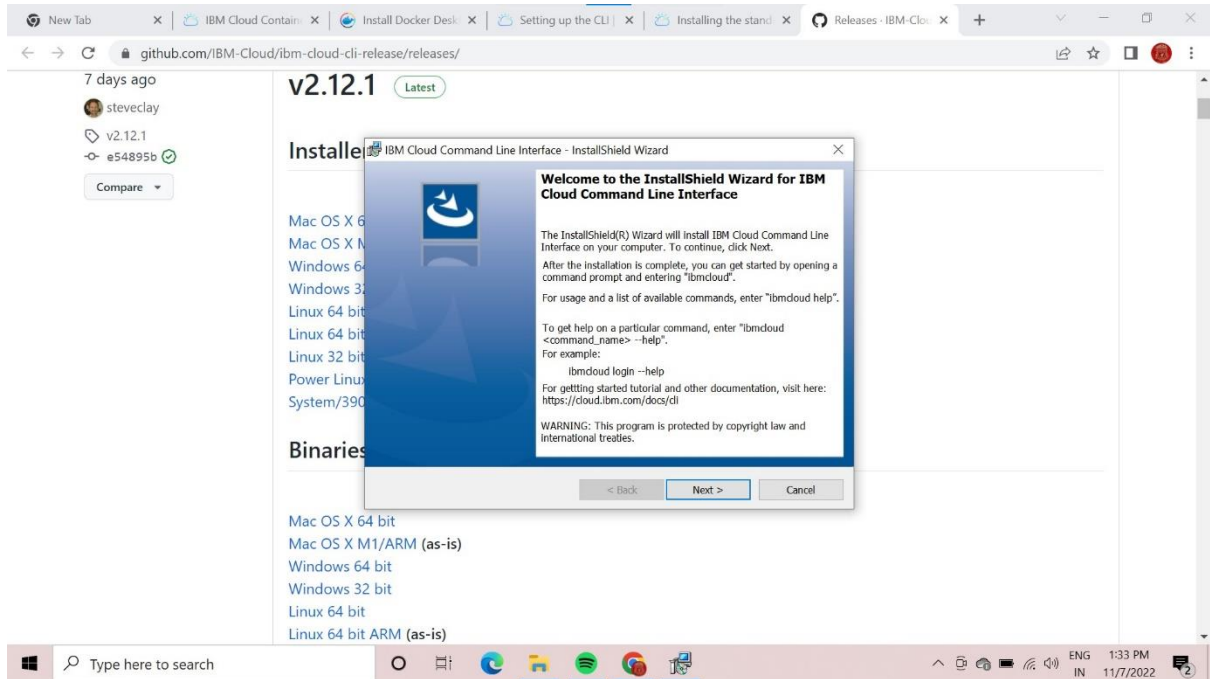 New Tab
IBM Cloud Contain
Install Docker Desk
Setting up the CLI |
Installing the stand
Releases · IBM-Clou
github.com/IBM-Cloud/ibm-cloud-cli-release/releases/
7 days ago
steveclay
v2.12.1
e54895b
Compare
v2.12.1 Latest
Installe
Mac OS X 6
Mac OS X M
Windows 64
Windows 32
Linux 64 bit
Linux 64 bit
Linux 32 bit
Power Linux
System/390
Binaries
Mac OS X 64 bit
Mac OS X M1/ARM (as-is)
Windows 64 bit
Windows 32 bit
Linux 64 bit
Linux 64 bit ARM (as-is)
IBM Cloud Command Line Interface - InstallShield Wizard
Welcome to the InstallShield Wizard for IBM
Cloud Command Line Interface
The InstallShield(R) Wizard will install IBM Cloud Command Line
Interface on your computer. To continue, click Next.
After the installation is complete, you can get started by opening a
command prompt and entering "ibmcloud".
For usage and a list of available commands, enter "ibmcloud help".
To get help on a particular command, enter "ibmcloud
<command_name> --help".
For example:
ibmcloud login --help
For gettting started tutorial and other documentation, visit here:
https://cloud.ibm.com/docs/cli
WARNING: This program is protected by copyright law and
international treaties.
< Back
Next >
Cancel
Type here to search
ENG
IN
1:33 PM
11/7/2022
2